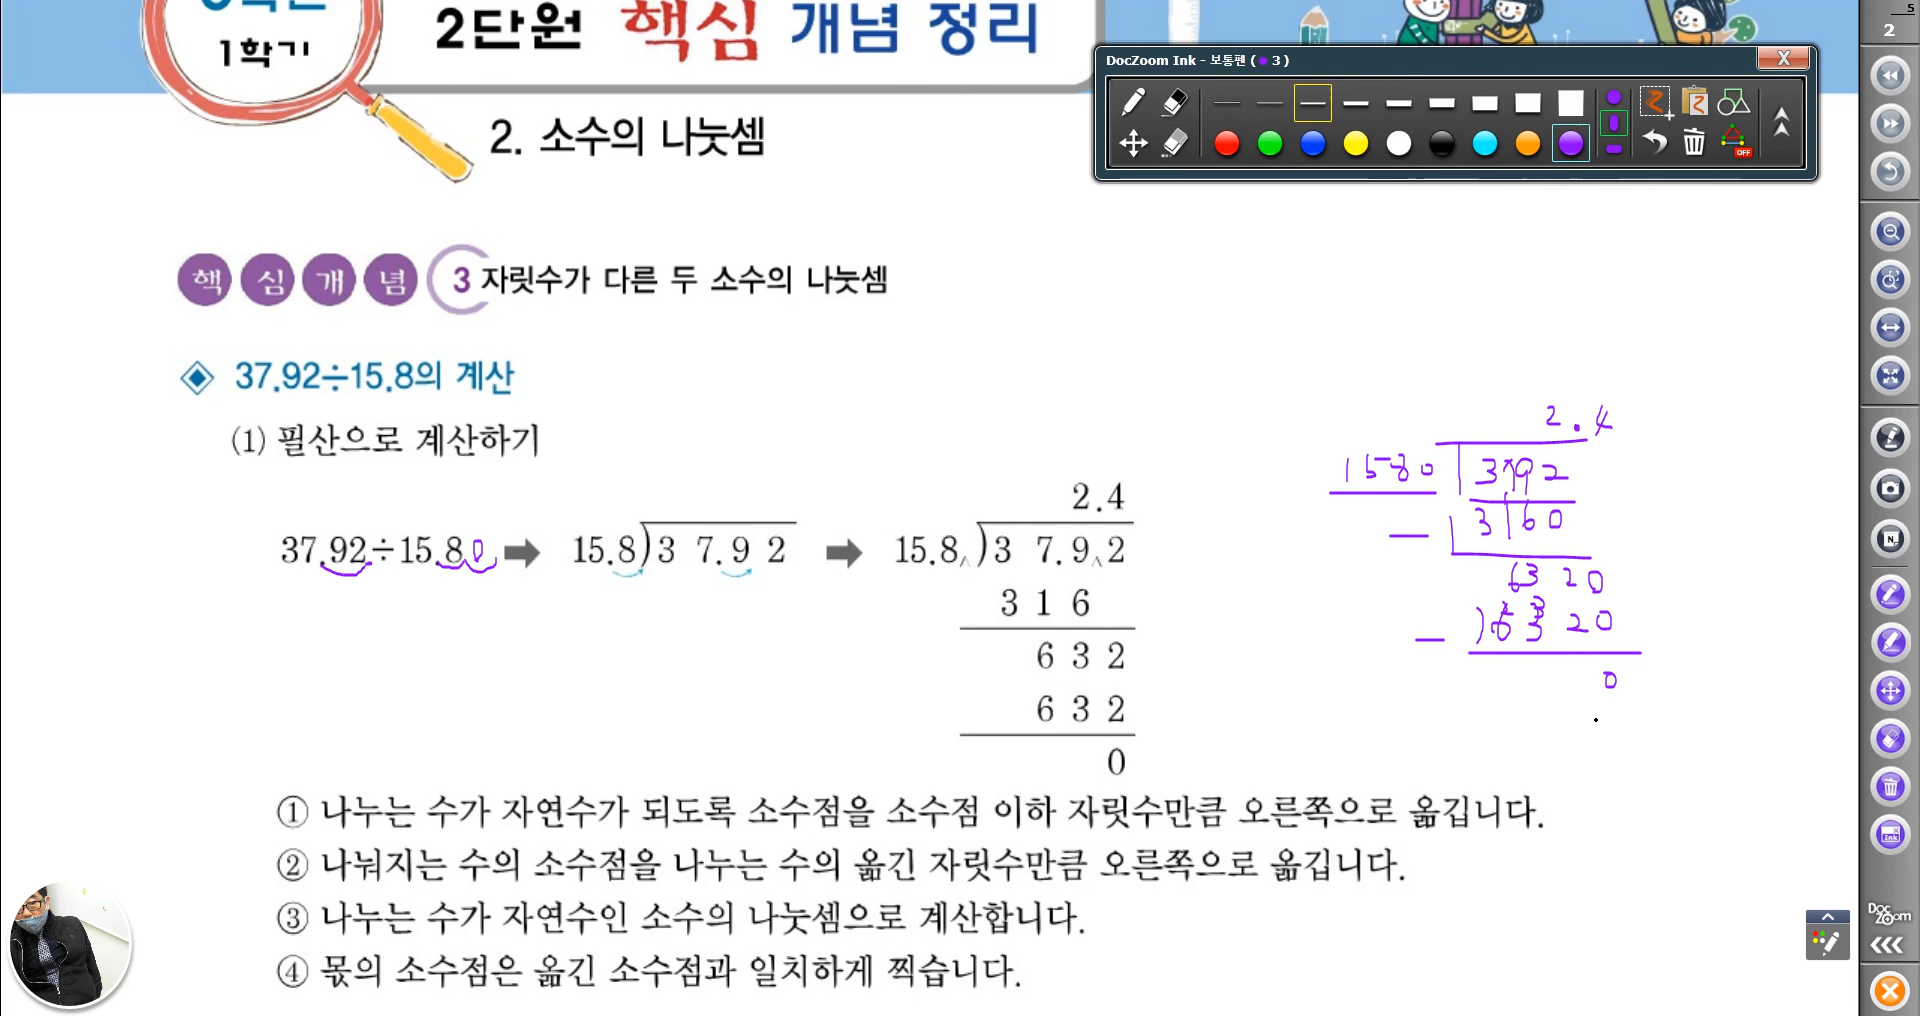 1학기
2단원 핵심 개념 정리
DocZoom Ink - 보통펜 ( 3 )
X
5
2
OFF
2. 소수의 나눗셈
핵심개념 3 자릿수가 다른 두 소수의 나눗셈
37.92÷15.8의 계산
(1) 필산으로 계산하기
37.92÷15.80 15.8)3 7.9 2
2.4
15.8)3 7.9 2
3 1 6
6 3 2
6 3 2
0
2.4
1580 3792
- 3160
6320
- 6320
0
① 나누는 수가 자연수가 되도록 소수점을 소수점 이하 자릿수만큼 오른쪽으로 옮깁니다.
② 나눠지는 수의 소수점을 나누는 수의 옮긴 자릿수만큼 오른쪽으로 옮깁니다.
③ 나누는 수가 자연수인 소수의 나눗셈으로 계산합니다.
④ 몫의 소수점은 옮긴 소수점과 일치하게 찍습니다.
N
Ink
Doc
Zoom